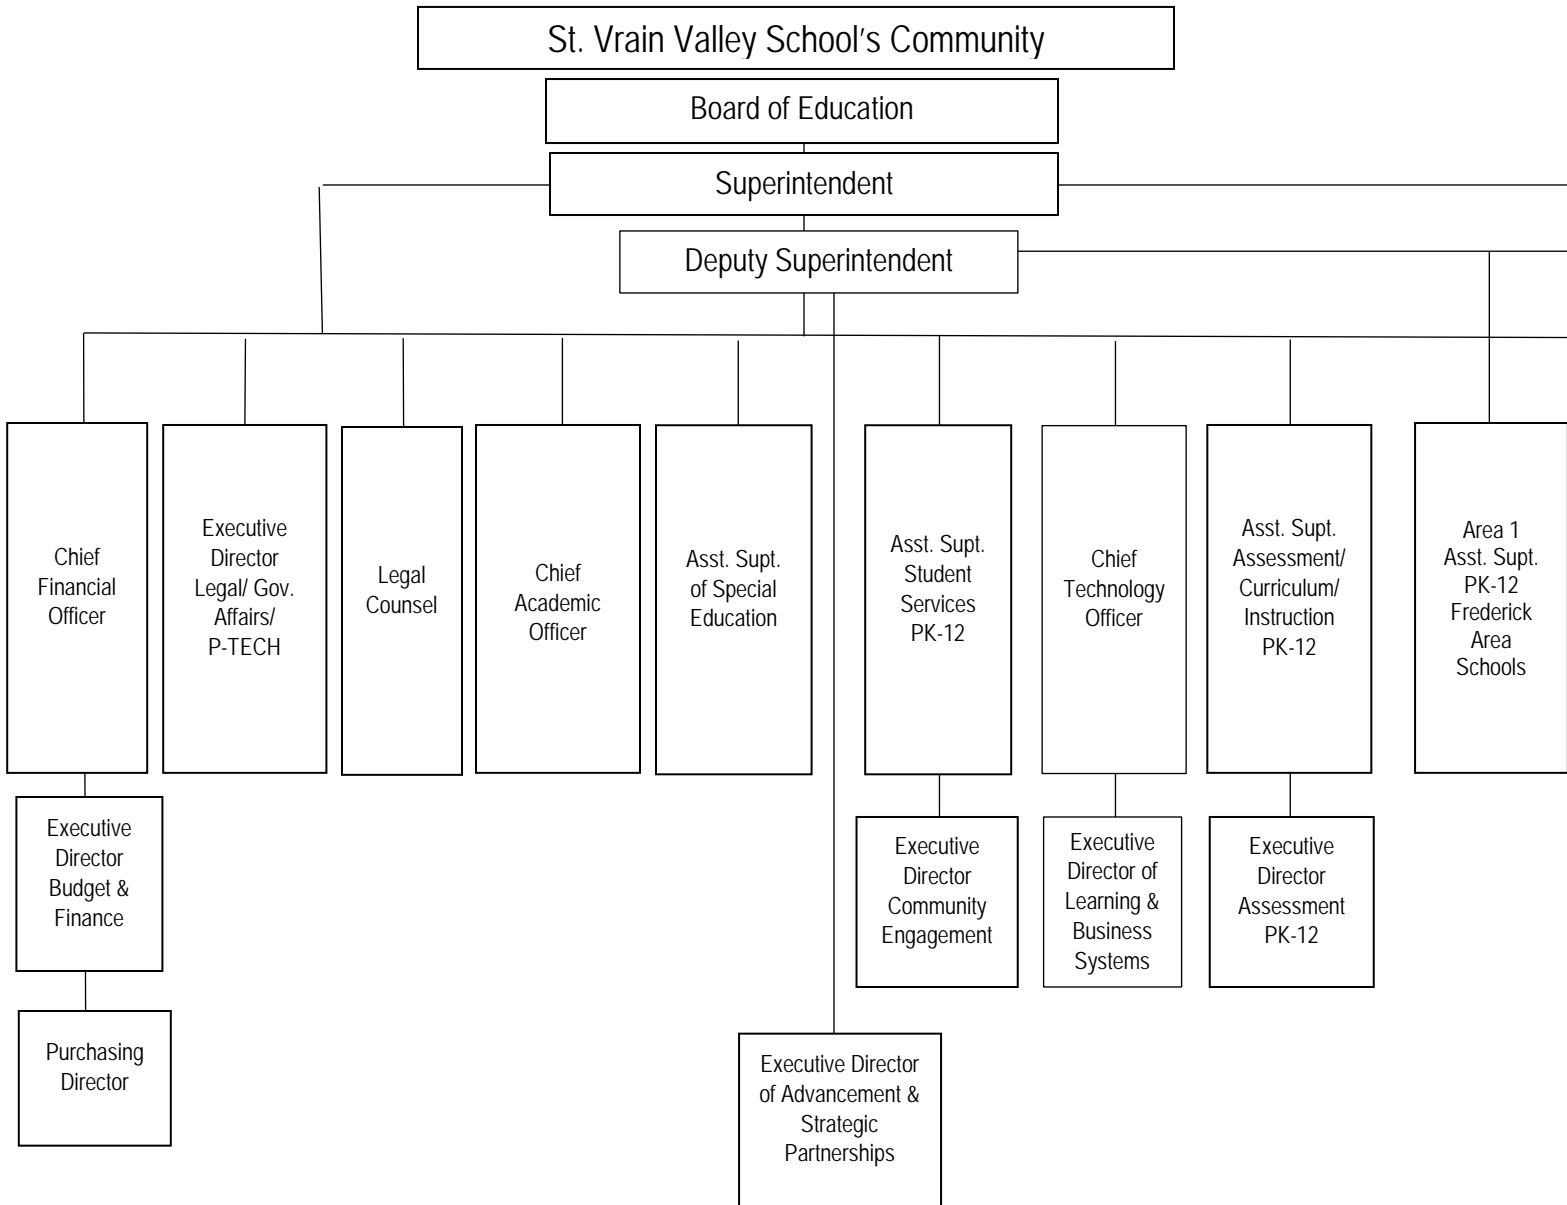 St. Vrain Valley School's Community
Board of Education
Superintendent
Deputy Superintendent
Chief
Financial
Officer
Executive
Director
Legal/ Gov.
Affairs/
P-TECH
Legal
Counsel
Chief
Academic
Officer
Asst. Supt.
of Special
Education
Asst. Supt.
Student
Services
PK-12
Chief
Technology
Officer
Asst. Supt.
Assessment/
Curriculum/
Instruction
PK-12
Area 1
Asst. Supt.
PK-12
Frederick
Area
Schools
Executive
Director
Budget &
Finance
Executive
Director
Community
Engagement
Executive
Director of
Learning &
Business
Systems
Executive
Director
Assessment
PK-12
Purchasing
Director
Executive Director
of Advancement &
Strategic
Partnerships